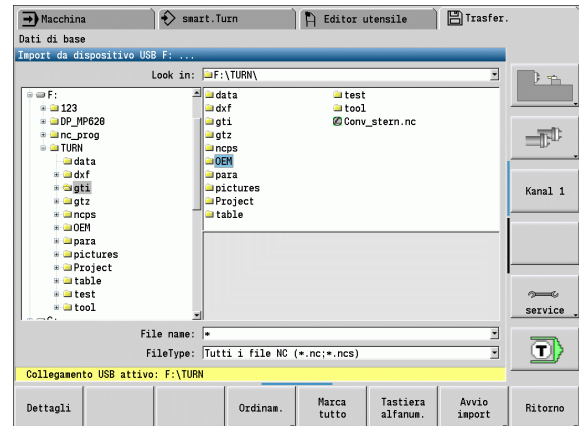 Macchina
smart.Turn
Editor utensile
Trasfer.
Dati di base
Import da dispositivo USB F: ...
Look in: F:\TURN\
F:
123
DP_MP620
nc_prog
TURN
data
dxf
gti
gtz
ncps
OEM
para
pictures
Project
table
test
tool
data
dxf
gti
gtz
ncps
OEM
para
pictures
Project
table
test
tool
Conv_stern.nc
Kanal 1
service
T
File name: *
FileType: Tutti i file NC (*.nc;*.ncs)
Collegamento USB attivo: F:\TURN
Dettagli
Ordinam.
Marca
tutto
Tastiera
alfanum.
Avvio
import
Ritorno